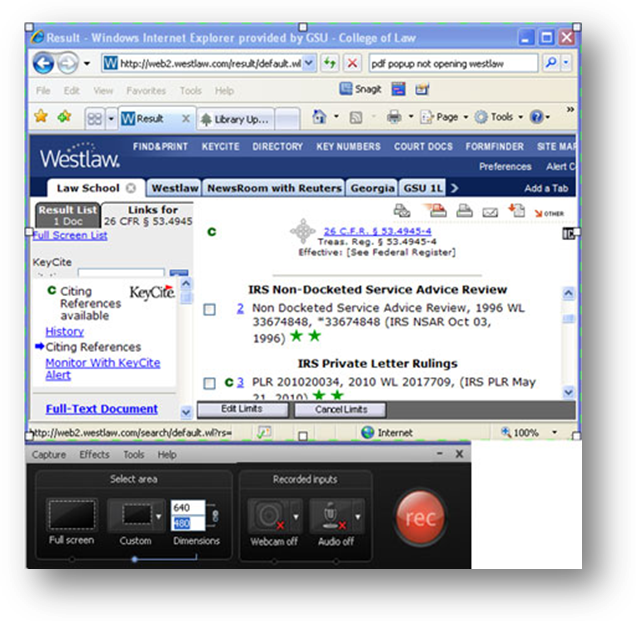 Result - Windows Internet Explorer provided by GSU - College of Law
http://web2.westlaw.com/result/default.wl
pdf popup not opening westlaw
File Edit View Favorites Tools Help Snagit
Result Library Up... Page Tools
Westlaw. FIND&PRINT KEYCITE DIRECTORY KEY NUMBERS COURT DOCS FORMFINDER SITE MAP
Preferences Alert C
Law School Westlaw NewsRoom with Reuters Georgia GSU 1L Add a Tab
Result List
1 Doc
Links for
26 CFR § 53.4945
OTHER
Full Screen List
KeyCite
C 26 C.F.R. § 53.4945-4
Treas. Reg. § 53.4945-4
Effective: [See Federal Register]
C Citing
References
available
KeyCite.
History
Citing References
Monitor With KeyCite
Alert
Full-Text Document
IRS Non-Docketed Service Advice Review
2 Non Docketed Service Advice Review, 1996 WL
33674848, *33674848 (IRS NSAR Oct 03,
1996)
IRS Private Letter Rulings
C 3 PLR 201020034, 2010 WL 2017709, (IRS PLR May
21, 2010)
Edit Limits Cancel Limits
http://web2.westlaw.com/search/default.wl?rs= Internet 100%
Capture Effects Tools Help
Select area
Recorded inputs
640
480
rec
Full screen Custom Dimensions
Webcam off Audio off